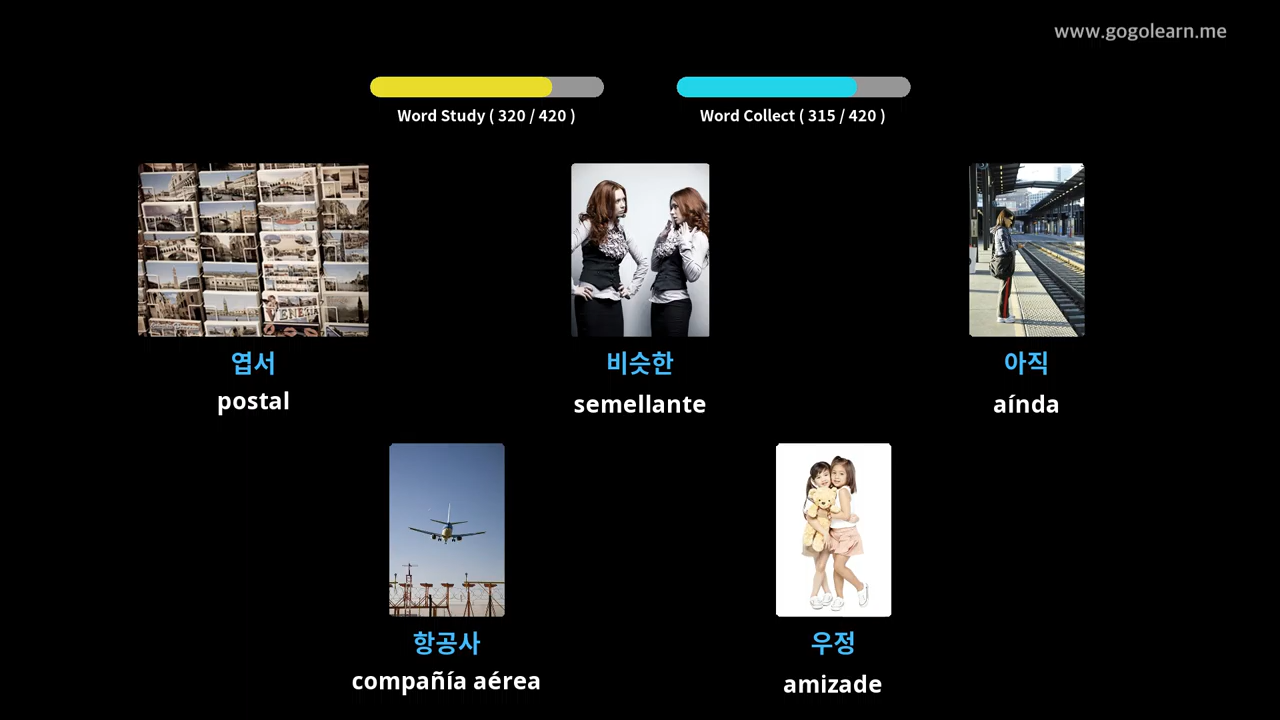 www.gogolearn.me
Word Study ( 320 / 420 )
Word Collect ( 315 / 420 )
엽서
postal
비슷한
semellante
아직
aínda
항공사
compañía aérea
우정
amizade